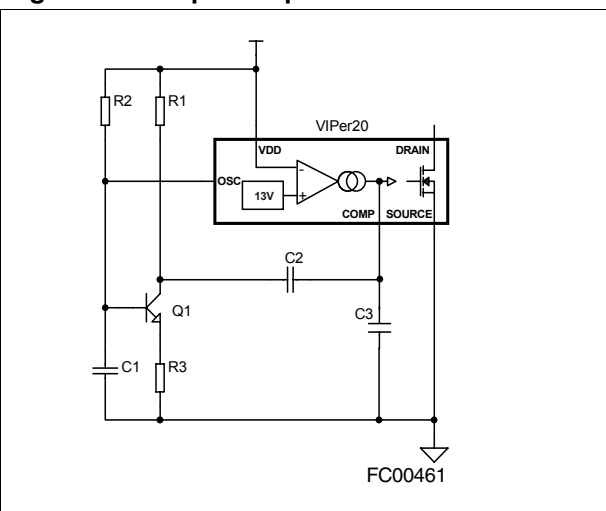 R2
R1
VIPer20
VDD
DRAIN
OSC
-
13V
+
COMP
SOURCE
C2
Q1
C3
C1
R3
FC00461